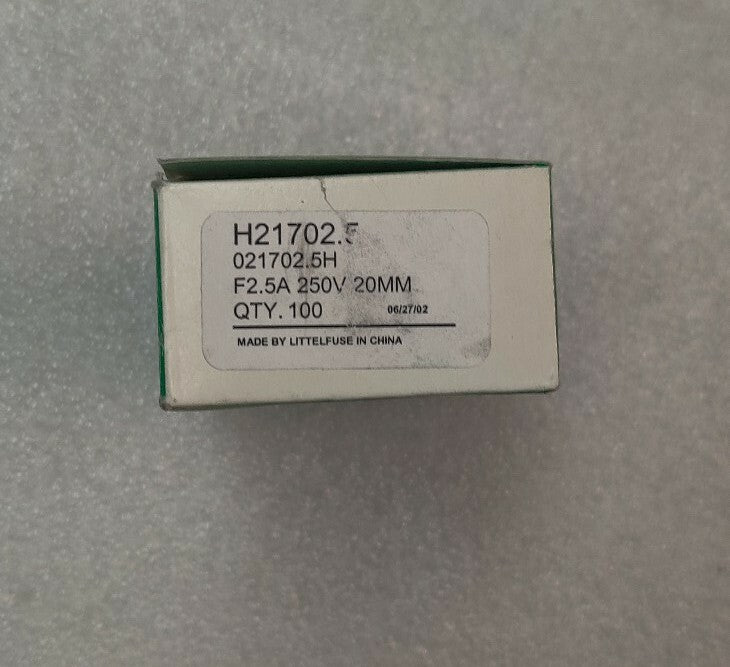 H21702.5
021702.5H
F2.5A 250V 20MM
QTY. 100 06/27/02
MADE BY LITTELFUSE IN CHINA